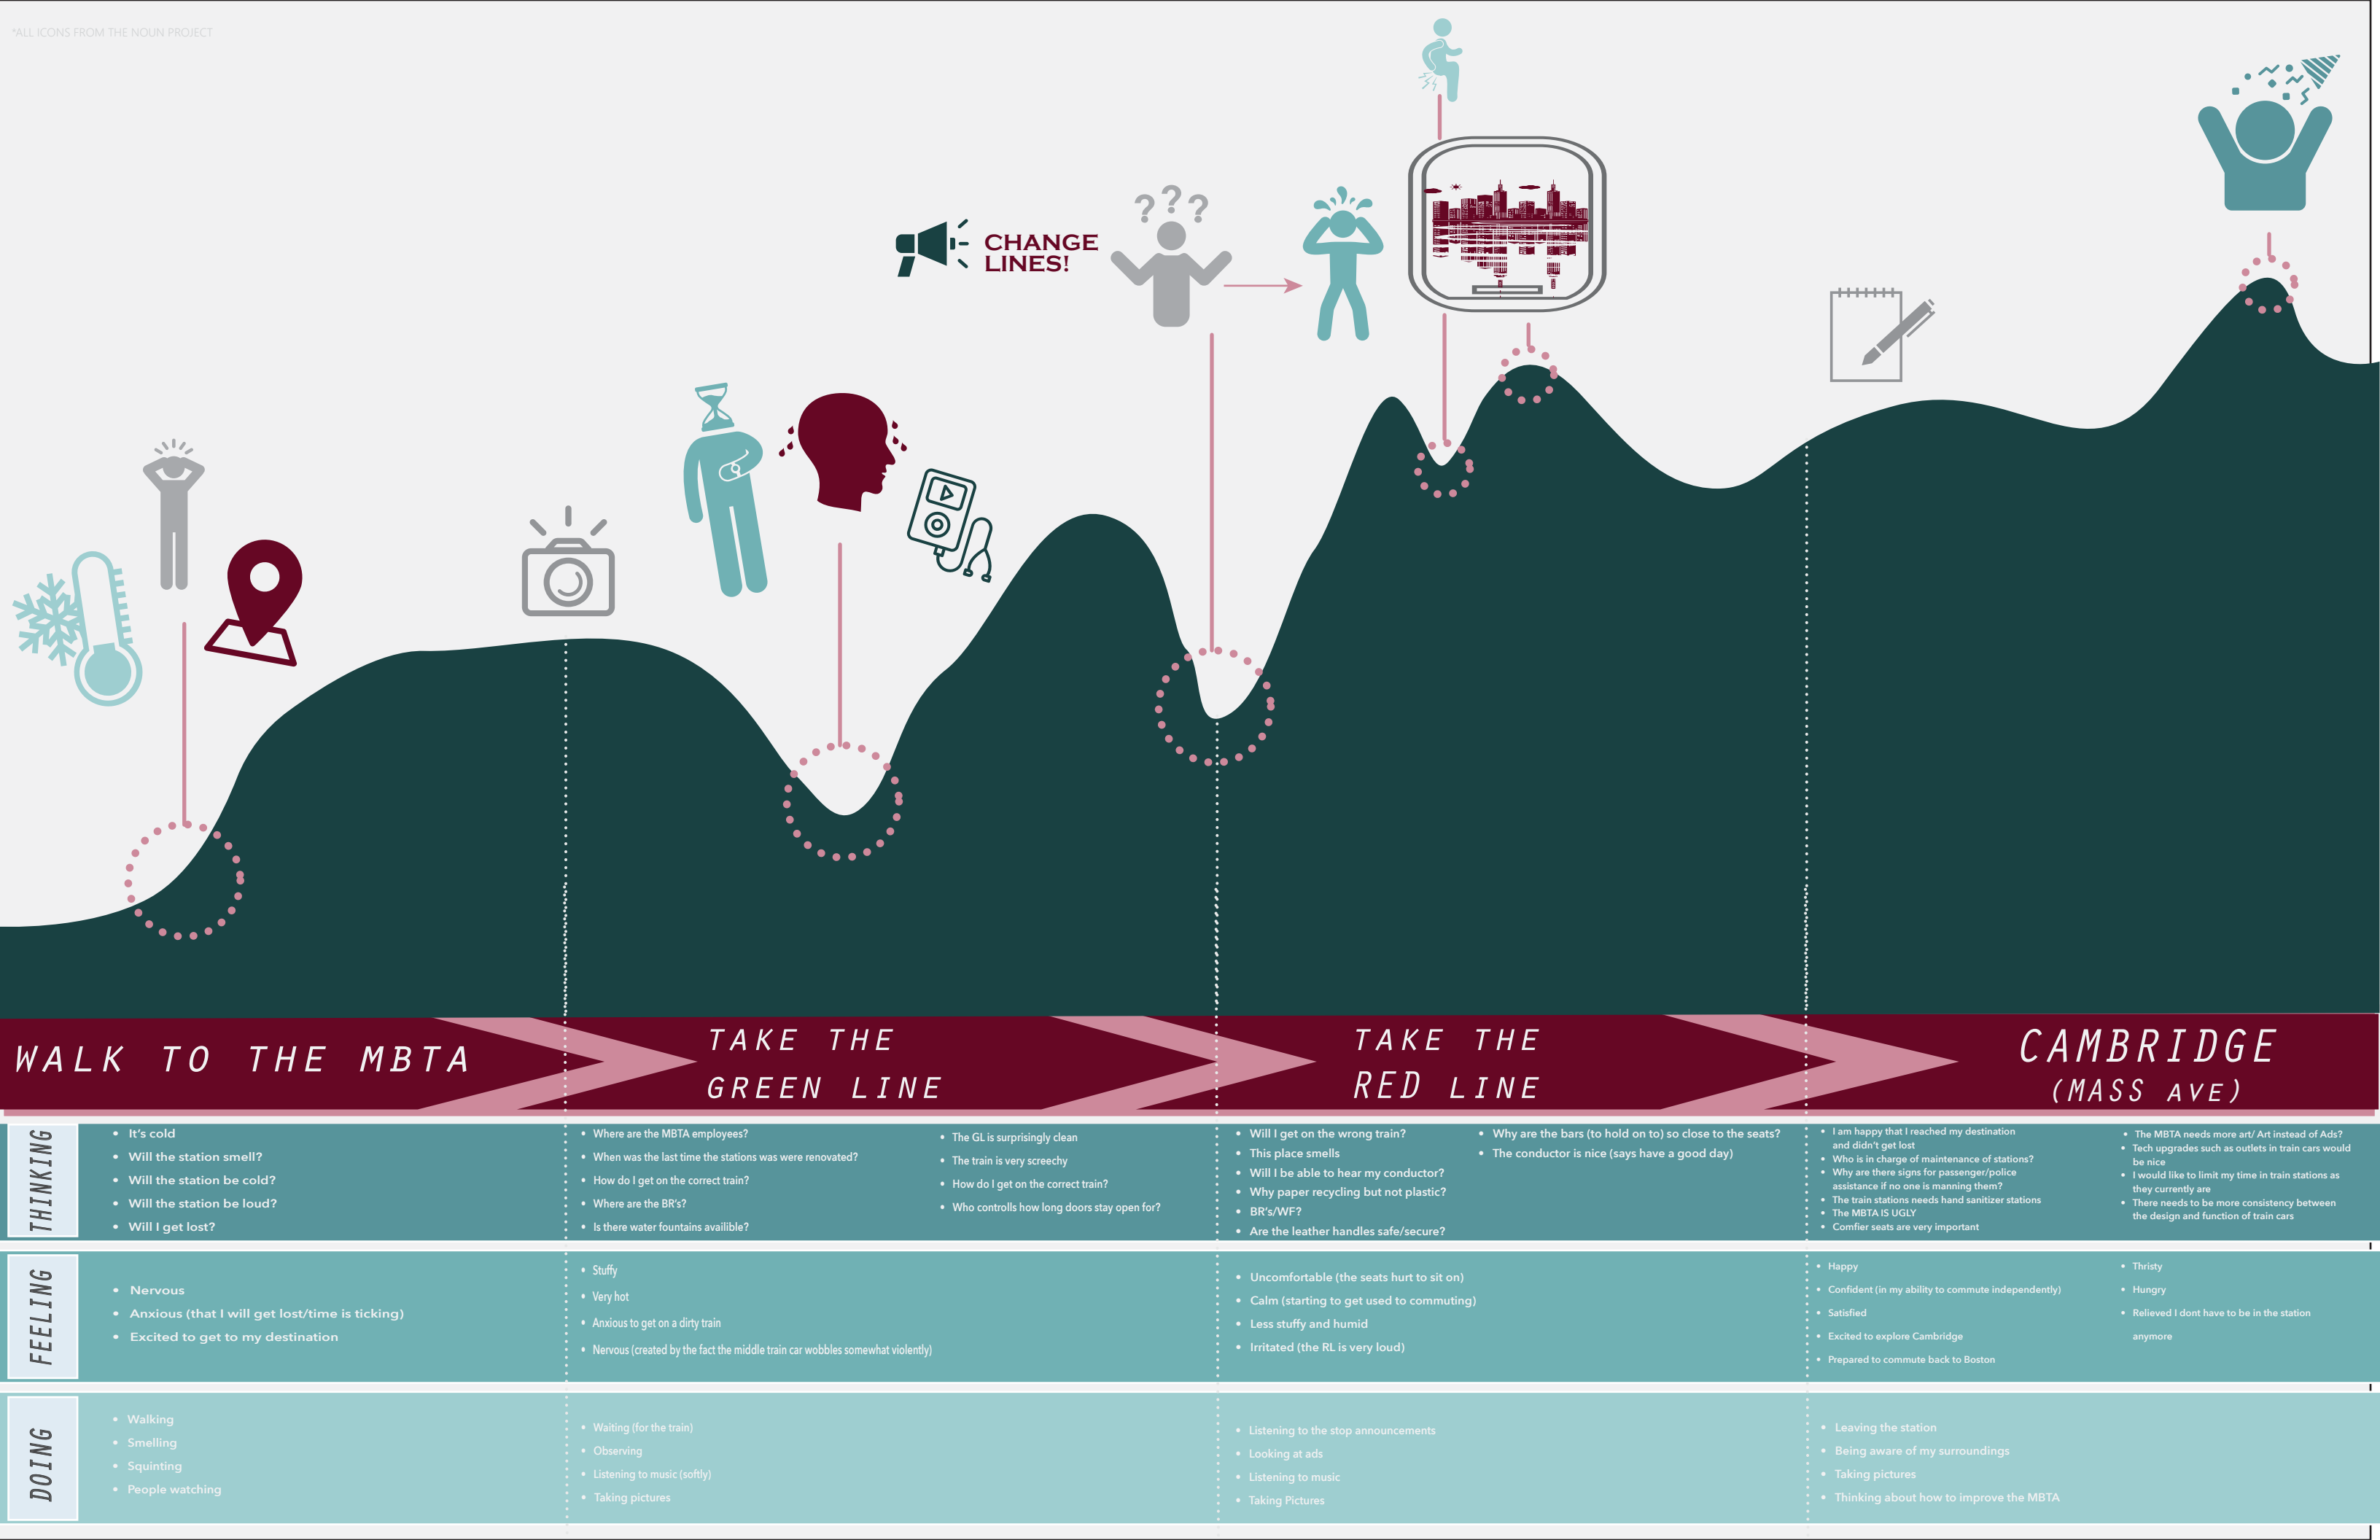 *ALL ICONS FROM THE NOUN PROJECT
? ? ?
CHANGE
LINES!
WALK TO THE MBTA
TAKE THE
GREEN LINE
TAKE THE
RED LINE
CAMBRIDGE
(MASS AVE)
THINKING
• It's cold
• Will the station smell?
• Will the station be cold?
• Will the station be loud?
• Will I get lost?
• Where are the MBTA employees?
• When was the last time the stations was were renovated?
• How do I get on the correct train?
• Where are the BR's?
• Is there water fountains availible?
• The GL is surprisingly clean
• The train is very screechy
• How do I get on the correct train?
• Who controlls how long doors stay open for?
• Will I get on the wrong train?
• This place smells
• Will I be able to hear my conductor?
• Why paper recycling but not plastic?
• BR's/WF?
• Are the leather handles safe/secure?
• Why are the bars (to hold on to) so close to the seats?
• The conductor is nice (says have a good day)
• I am happy that I reached my destination
and didn't get lost
• Who is in charge of maintenance of stations?
• Why are there signs for passenger/police
assistance if no one is manning them?
• The train stations needs hand sanitizer stations
• The MBTA IS UGLY
• Comfier seats are very important
• The MBTA needs more art/ Art instead of Ads?
• Tech upgrades such as outlets in train cars would
be nice
• I would like to limit my time in train stations as
they currently are
• There needs to be more consistency between
the design and function of train cars
FEELING
• Nervous
• Anxious (that I will get lost/time is ticking)
• Excited to get to my destination
• Stuffy
• Very hot
• Anxious to get on a dirty train
• Nervous (created by the fact the middle train car wobbles somewhat violently)
• Uncomfortable (the seats hurt to sit on)
• Calm (starting to get used to commuting)
• Less stuffy and humid
• Irritated (the RL is very loud)
• Happy
• Confident (in my ability to commute independently)
• Satisfied
• Excited to explore Cambridge
• Prepared to commute back to Boston
• Thristy
• Hungry
• Relieved I dont have to be in the station
anymore
DOING
• Walking
• Smelling
• Squinting
• People watching
• Waiting (for the train)
• Observing
• Listening to music (softly)
• Taking pictures
• Listening to the stop announcements
• Looking at ads
• Listening to music
• Taking Pictures
• Leaving the station
• Being aware of my surroundings
• Taking pictures
• Thinking about how to improve the MBTA